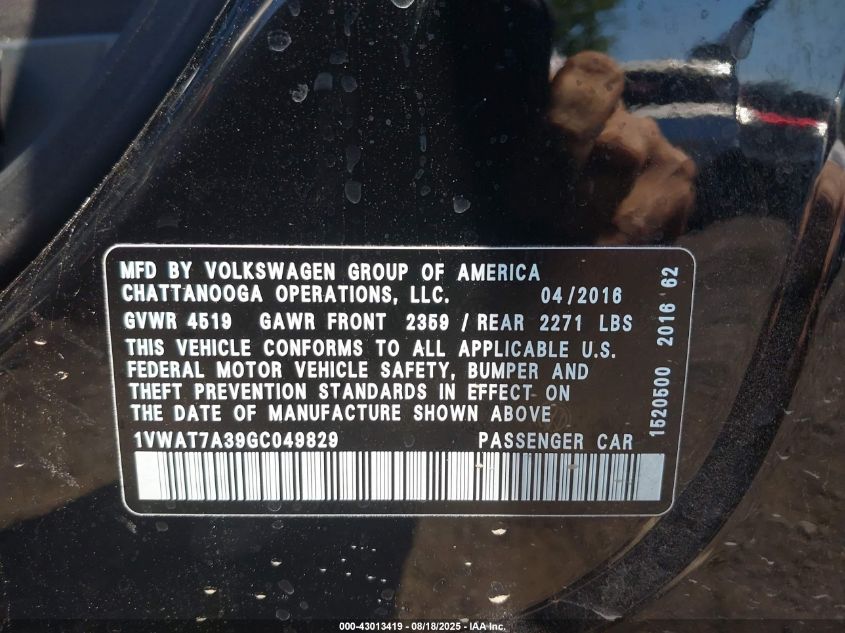 MFD BY VOLKSWAGEN GROUP OF AMERICA
CHATTANOOGA OPERATIONS, LLC. 04/2016
GVWR 4519 GAWR FRONT 2359 / REAR 2271 LBS
THIS VEHICLE CONFORMS TO ALL APPLICABLE U.S.
FEDERAL MOTOR VEHICLE SAFETY, BUMPER AND
THEFT PREVENTION STANDARDS IN EFFECT ON
THE DATE OF MANUFACTURE SHOWN ABOVE
1VWAT7A39GC049829 PASSENGER CAR
1520500 2016 62
000-43013419 - 08/18/2025 - IAA Inc.